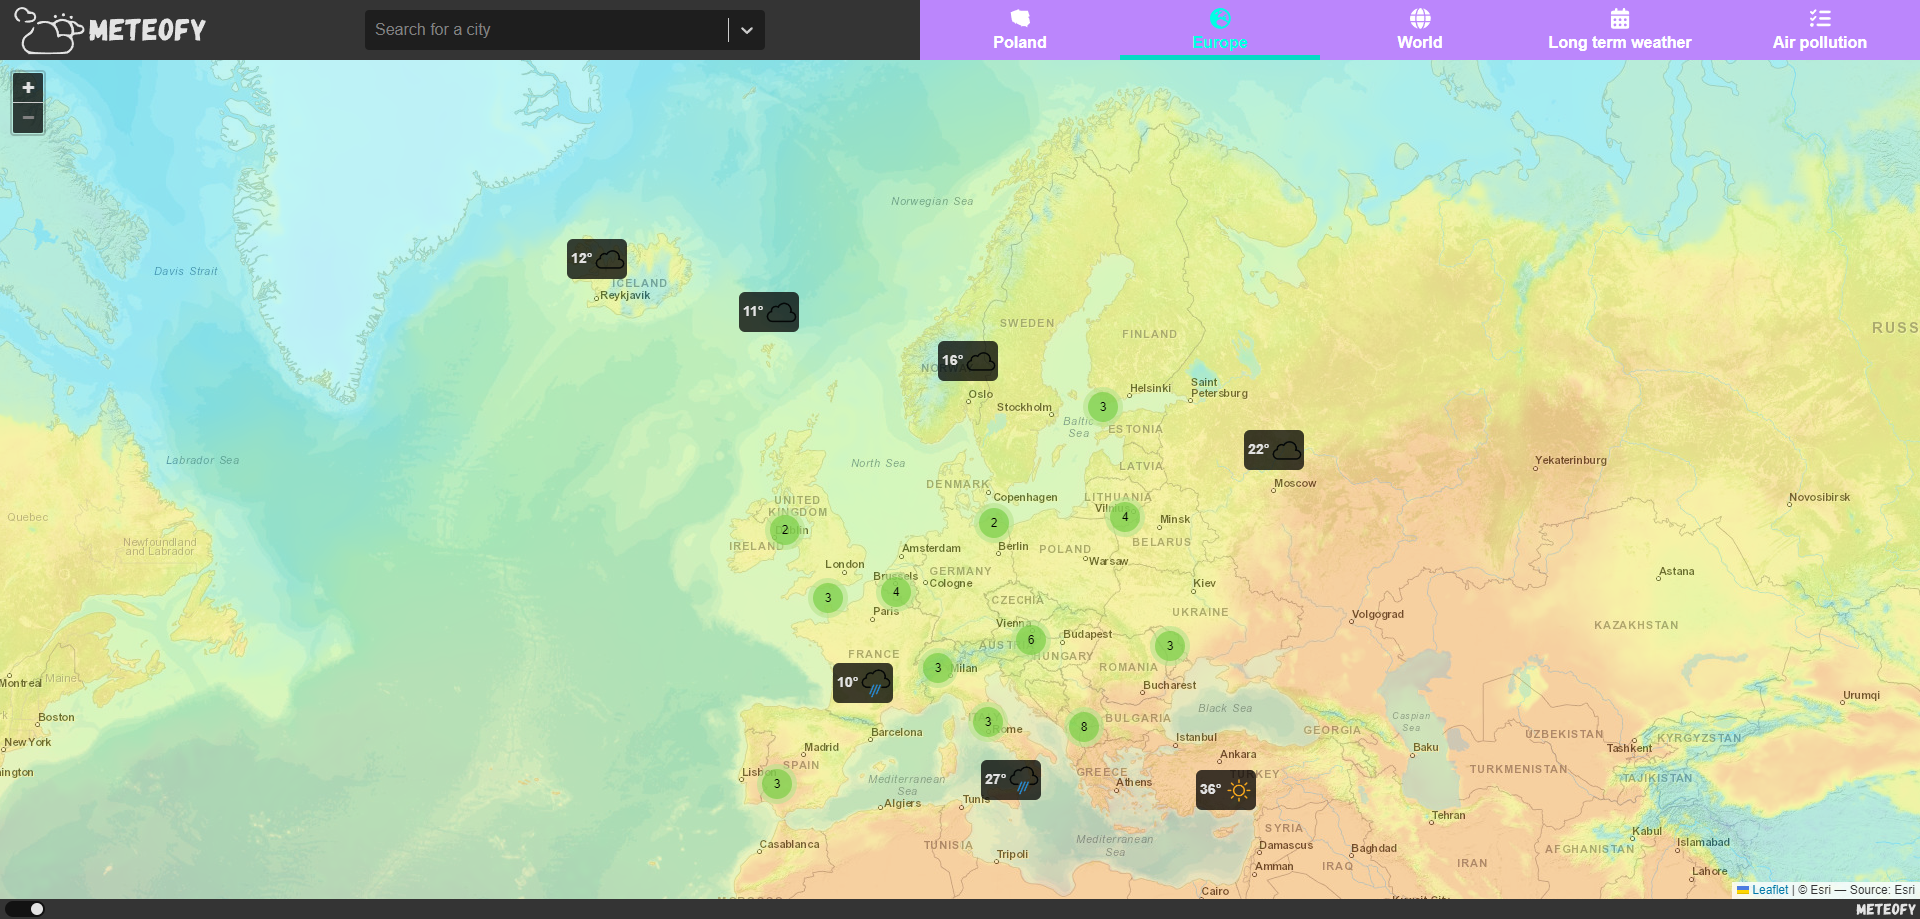 METEOFY
Search for a city
Poland
Europe
World
Long term weather
Air pollution
+
−
Norwegian Sea
12°
Davis Strait
ICELAND
Reykjavik
11°
SWEDEN
FINLAND
RUSS
16°
Oslo
Stockholm
Helsinki
Saint
Petersburg
3
Baltic
Sea
ESTONIA
22°
Labrador Sea
North Sea
LATVIA
Yekaterinburg
DENMARK
Moscow
Copenhagen
LITHUANIA
Novosibirsk
UNITED
KINGDOM
Quebec
2
2
4
Minsk
IRELAND
Newfoundland
and Labrador
Amsterdam
Berlin
POLAND
BELARUS
Warsaw
London
Brussels
GERMANY
Cologne
Kiev
Astana
3
4
Paris
CZECHIA
UKRAINE
Volgograd
KAZAKHSTAN
Vienna
6
Budapest
3
FRANCE
HUNGARY
ROMANIA
3
Milan
10°
Montreal
Maine
Bucharest
Urumqi
Boston
Black Sea
Caspian
Sea
3
Rome
8
BULGARIA
GEORGIA
New York
Barcelona
Istanbul
UZBEKISTAN
Tashkent
KYRGYZSTAN
Madrid
SPAIN
Ankara
Baku
ington
3
Mediterranean
Sea
27°
GREECE
Athens
36°
TURKMENISTAN
TAJIKISTAN
Algiers
Tunis
Tehran
Casablanca
TUNISIA
Mediterranean
Sea
SYRIA
Damascus
Baghdad
Kabul
Islamabad
Tripoli
Amman
IRAQ
IRAN
AFGHANISTAN
Lahore
Cairo
Leaflet | © Esri — Source: Esri
METEOFY